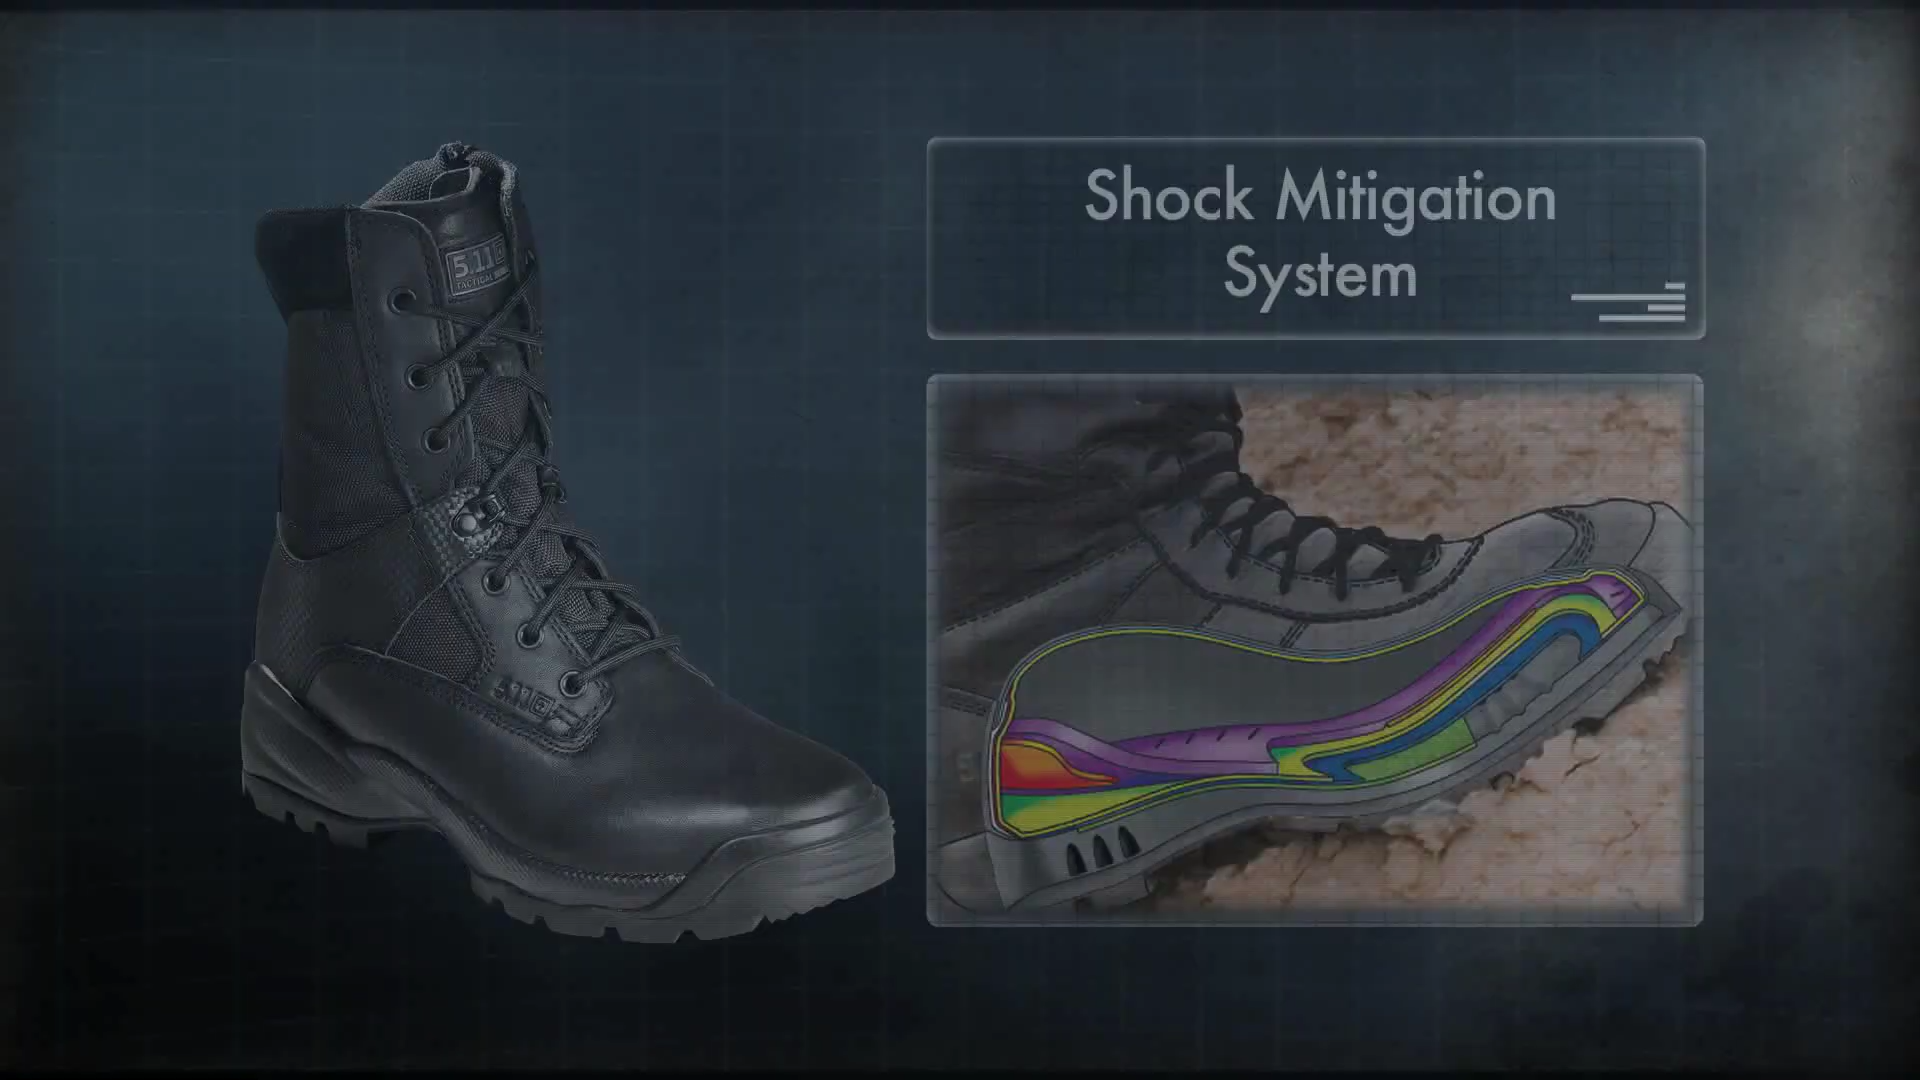 5.11
TACTICAL
5.11
Shock Mitigation
System